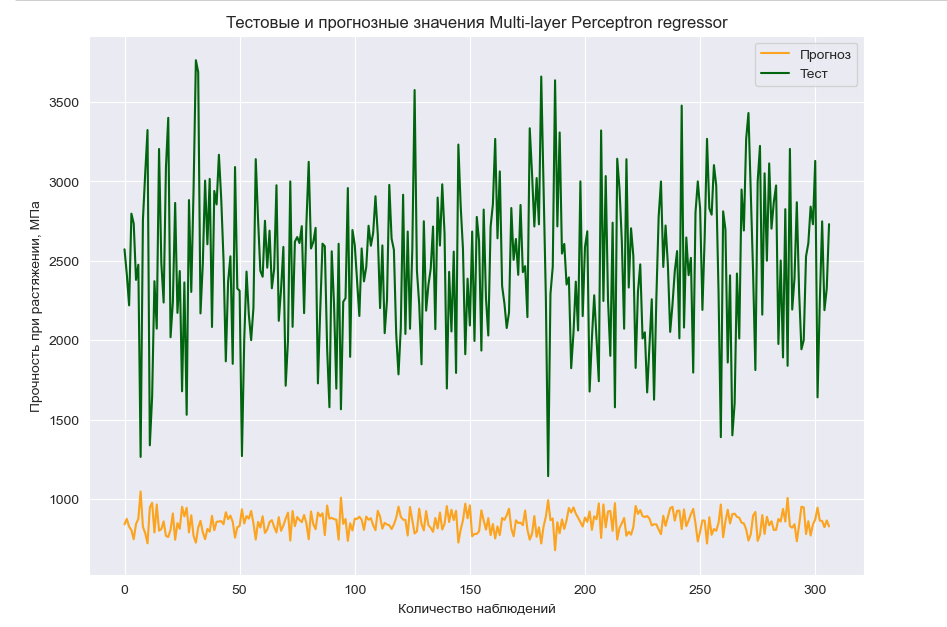 Тестовые и прогнозные значения Multi-layer Perceptron regressor
Прогноз
Тест
3500
3000
2500
2000
1500
1000
Прочность при растяжении, МПа
0 50 100 150 200 250 300
Количество наблюдений